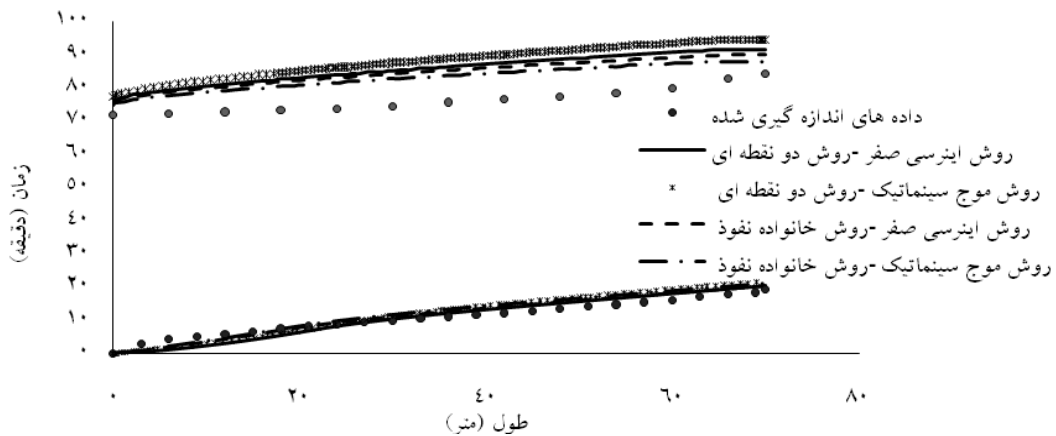 ۱۰۰
۹۰
۸۰
۷۰
۶۰
۵۰
۴۰
۳۰
۲۰
۱۰
۰
زمان (دقیقه)
داده های اندازه گیری شده
روش اینرسی صفر -روش دو نقطه ای
روش موج سینماتیک -روش دو نقطه ای
روش اینرسی صفر -روش خانواده نفوذ
روش موج سینماتیک -روش خانواده نفوذ
۰ ۲۰ ۴۰ ۶۰ ۸۰
طول (متر)